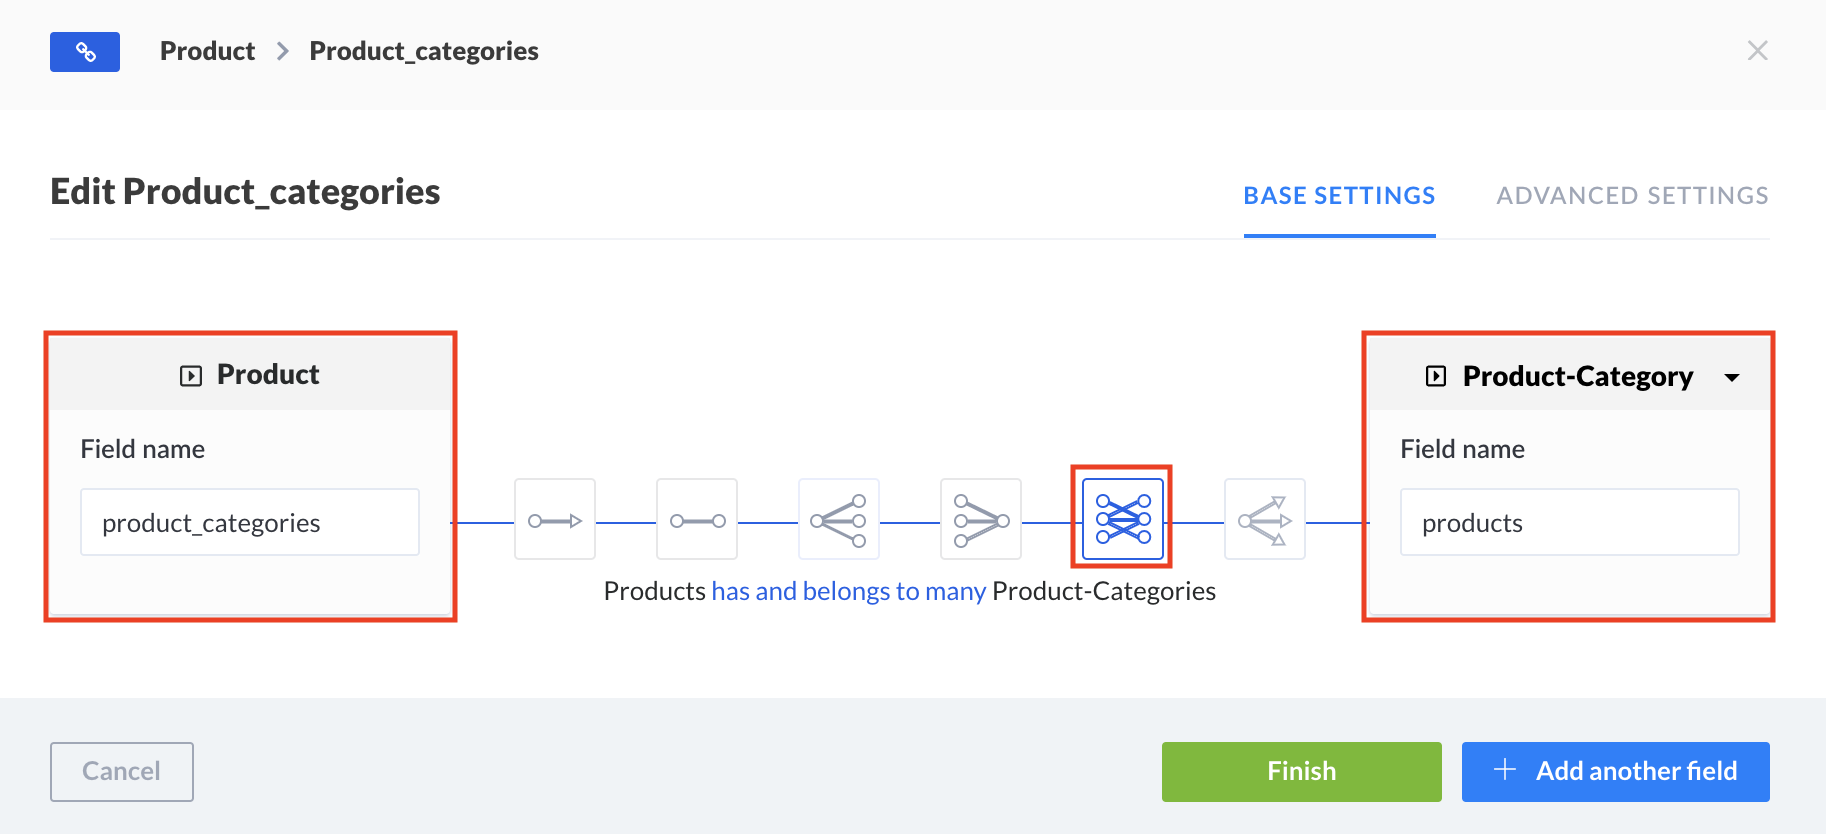 Product > Product_categories
Edit Product_categories
BASE SETTINGS
ADVANCED SETTINGS
Product
Field name
product_categories
Products has and belongs to many Product-Categories
Product-Category
Field name
products
Cancel
Finish
Add another field